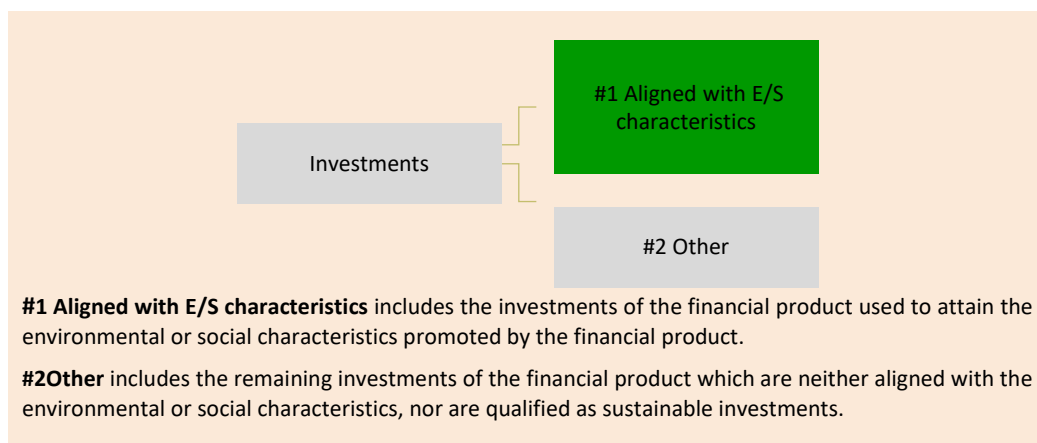 #1 Aligned with E/S
characteristics
Investments
#2 Other
#1 Aligned with E/S characteristics includes the investments of the financial product used to attain the
environmental or social characteristics promoted by the financial product.
#2Other includes the remaining investments of the financial product which are neither aligned with the
environmental or social characteristics, nor are qualified as sustainable investments.